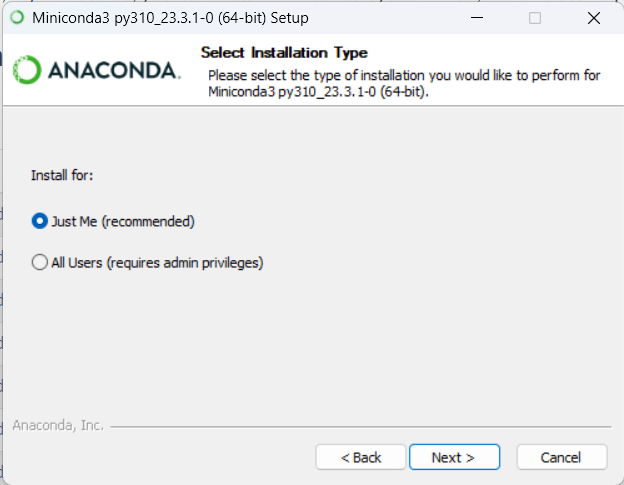 Miniconda3 py310_23.3.1-0 (64-bit) Setup
ANACONDA.
Select Installation Type
Please select the type of installation you would like to perform for
Miniconda3 py310_23.3.1-0 (64-bit).
Install for:
Just Me (recommended)
All Users (requires admin privileges)
Anaconda, Inc.
< Back
Next >
Cancel